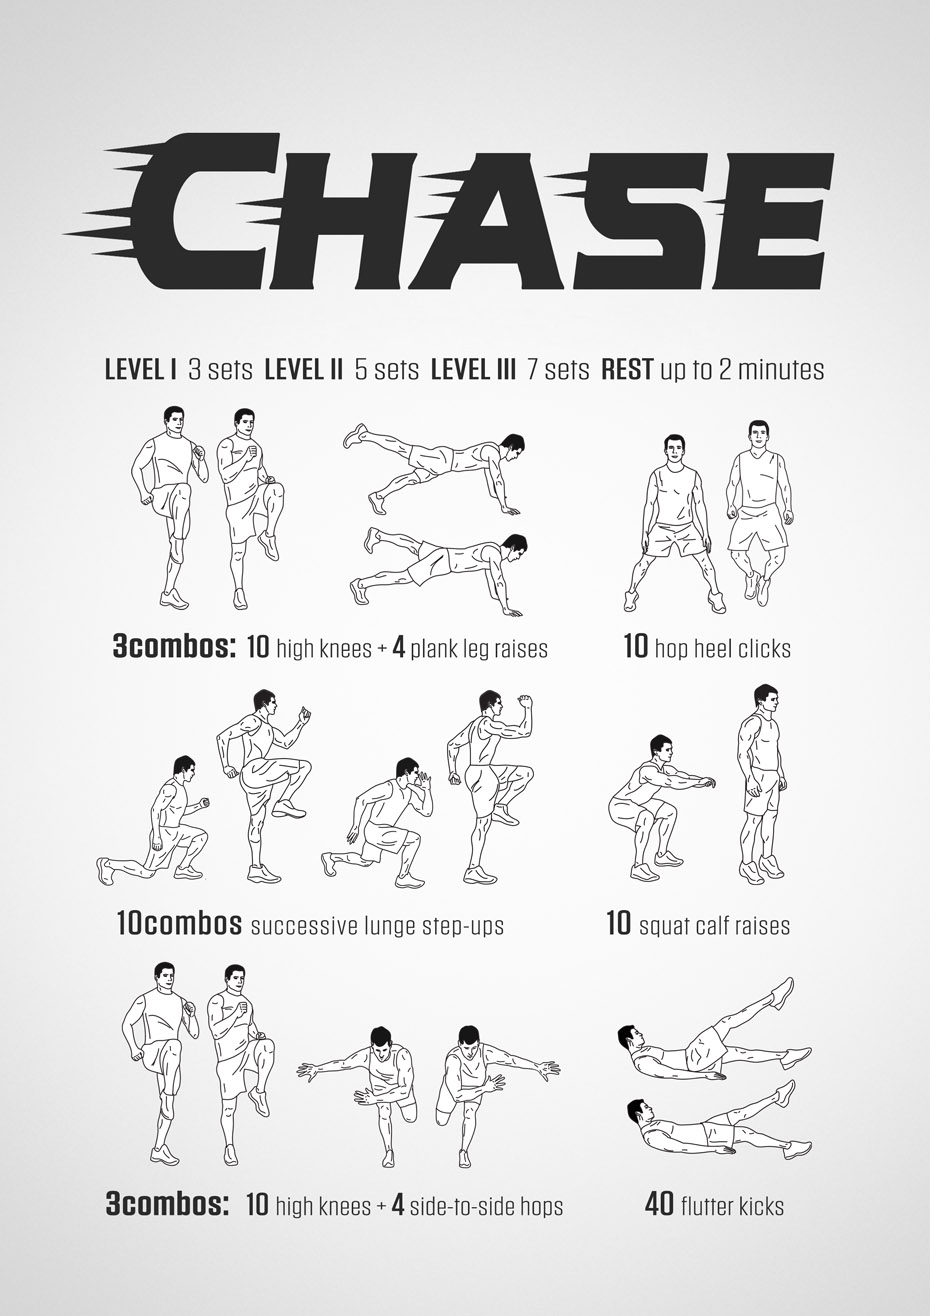 CHASE
LEVEL I 3 sets LEVEL II 5 sets LEVEL III 7 sets REST up to 2 minutes
3combos: 10 high knees + 4 plank leg raises
10 hop heel clicks
10combos successive lunge step-ups
10 squat calf raises
3combos: 10 high knees + 4 side-to-side hops
40 flutter kicks